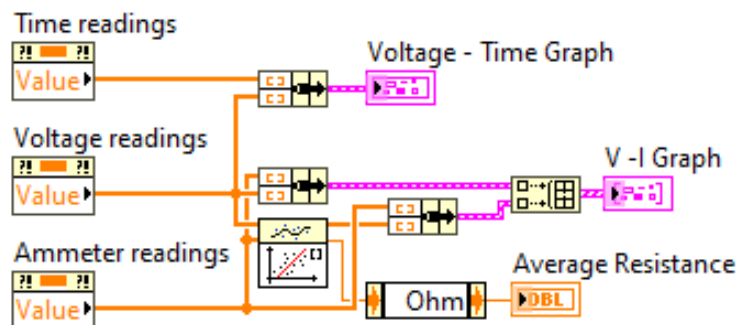 Time readings
Value
Voltage - Time Graph
Voltage readings
Value
V -I Graph
Ammeter readings
Value
Ohm
Average Resistance
DBL